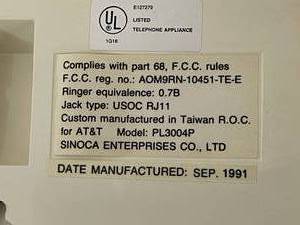 E127279
UL
LISTED
TELEPHONE APPLIANCE
1G18
Complies with part 68, F.C.C. rules
F.C.C. reg. no.: AOM9RN-10451-TE-E
Ringer equivalence: 0.7B
Jack type: USOC RJ11
Custom manufactured in Taiwan R.O.C.
for AT&T Model: PL3004P
SINOCA ENTERPRISES CO., LTD
DATE MANUFACTURED: SEP. 1991